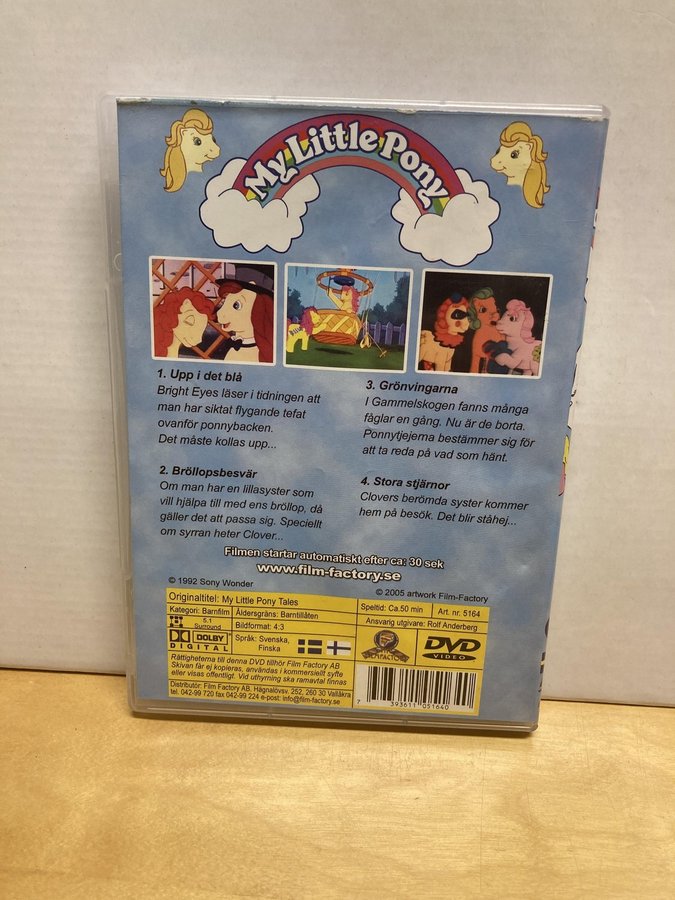 My Little Pony
1. Upp i det blå
Bright Eyes läser i tidningen att
man har siktat flygande tefat
ovanför ponnybacken.
Det måste kollas upp...
2. Bröllopsbesvär
Om man har en lillasyster som
vill hjälpa till med ens bröllop, då
gäller det att passa sig. Speciellt
om syrran heter Clover...
3. Grönvingarna
I Gammelskogen fanns många
fåglar en gång. Nu är de borta.
Ponnytjejerna bestämmer sig för
att ta reda på vad som hänt.
4. Stora stjärnor
Clovers berömda syster kommer
hem på besök. Det blir ståhej...
Filmen startar automatiskt efter ca: 30 sek
www.film-factory.se
© 1992 Sony Wonder
© 2005 artwork Film-Factory
Originaltitel: My Little Pony Tales
Speltid: Ca.50 min
Art. nr. 5164
Kategori: Barnfilm
Åldersgräns: Barntillåten
Ansvarig utgivare: Rolf Anderberg
5.1
Surround
Bildformat: 4:3
DOLBY
DIGITAL
Språk: Svenska,
Finska
FILM FACTORY
DVD
VIDEO
Rättigheterna till denna DVD tillhör Film Factory AB
Skivan får ej kopieras, användas i kommersiellt syfte
eller visas offentligt. Vid uthyrning ska ramavtal finnas
Distributör: Film Factory AB, Hägnalövsv. 252, 260 30 Vallåkra
tel. 042-99 720 fax 042-99 224 e-post: info@film-factory.se
7 393611 051640